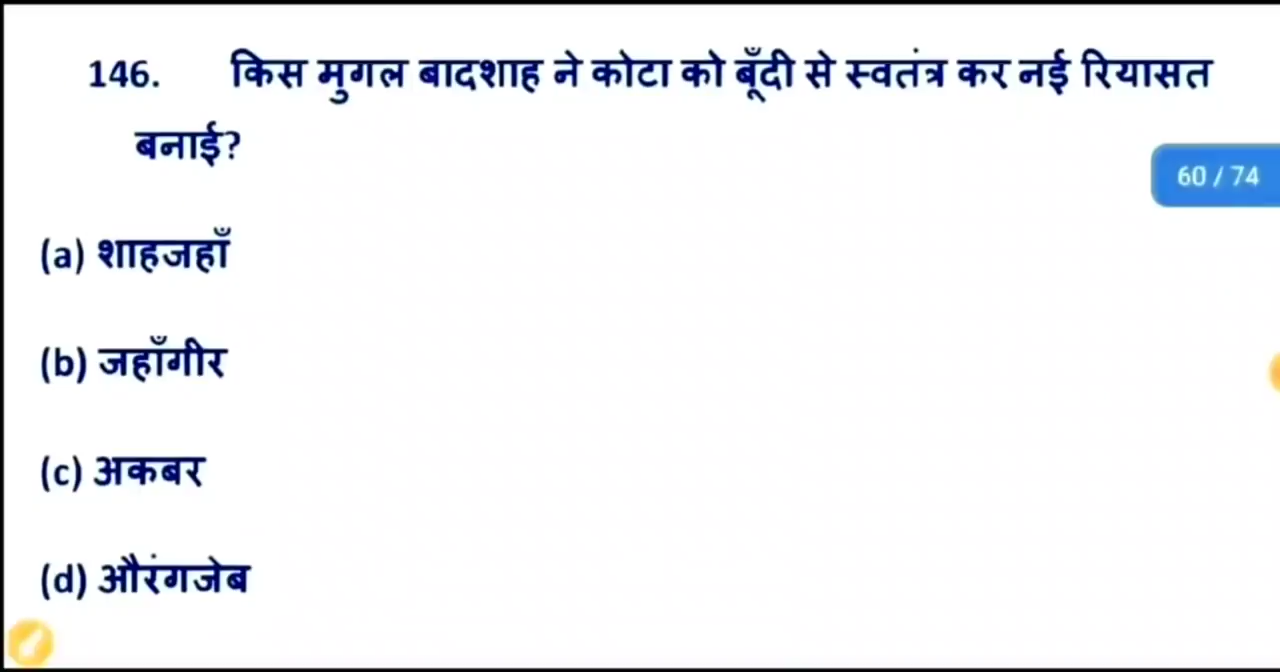 146. किस मुगल बादशाह ने कोटा को बूँदी से स्वतंत्र कर नई रियासत
बनाई?
60 / 74
(a) शाहजहाँ
(b) जहाँगीर
(c) अकबर
(d) औरंगजेब